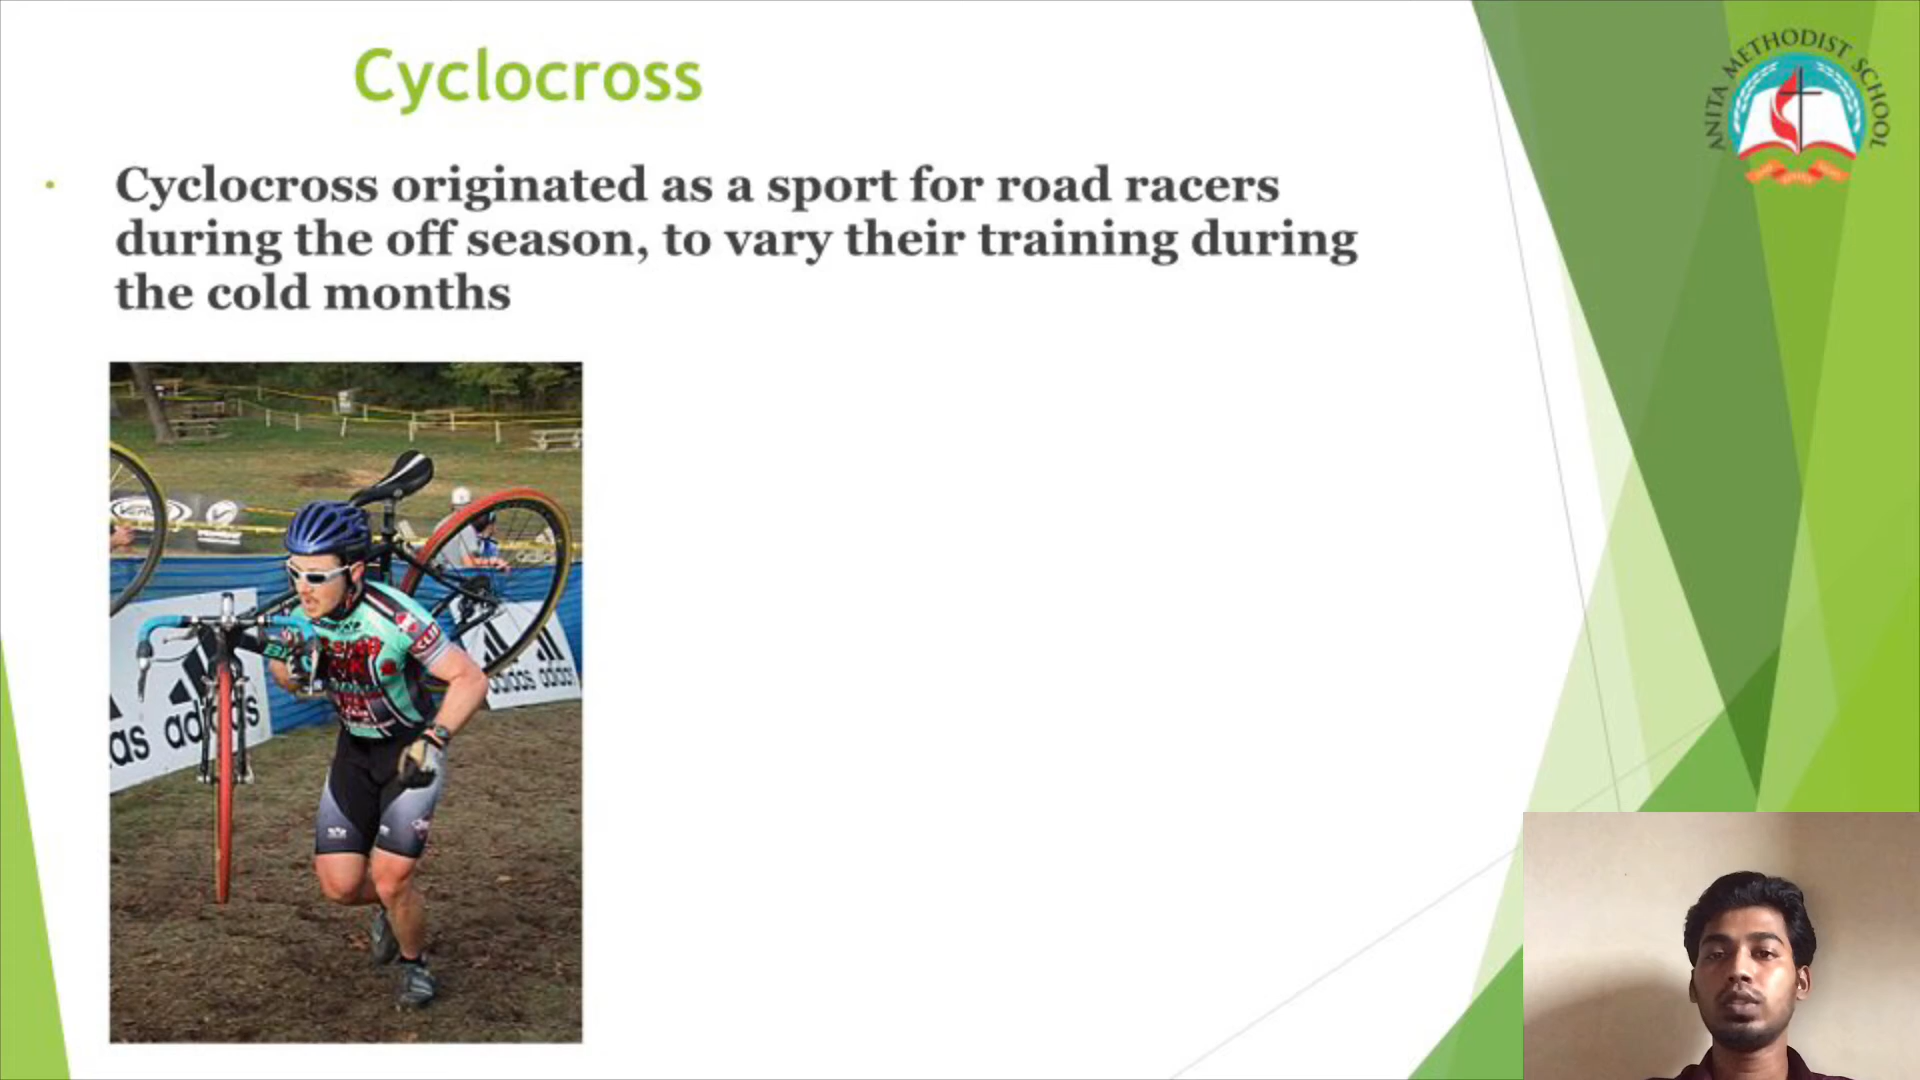 Cyclocross
ANITA METHODIST SCHOOL
• Cyclocross originated as a sport for road racers
during the off season, to vary their training during
the cold months
adidas
adidas
adidas